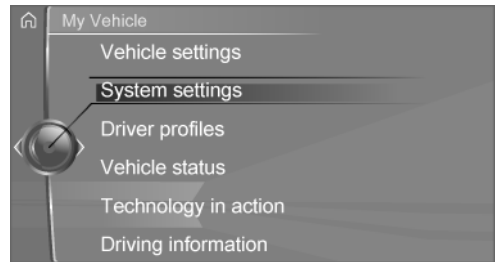 My Vehicle
Vehicle settings
System settings
Driver profiles
Vehicle status
Technology in action
Driving information